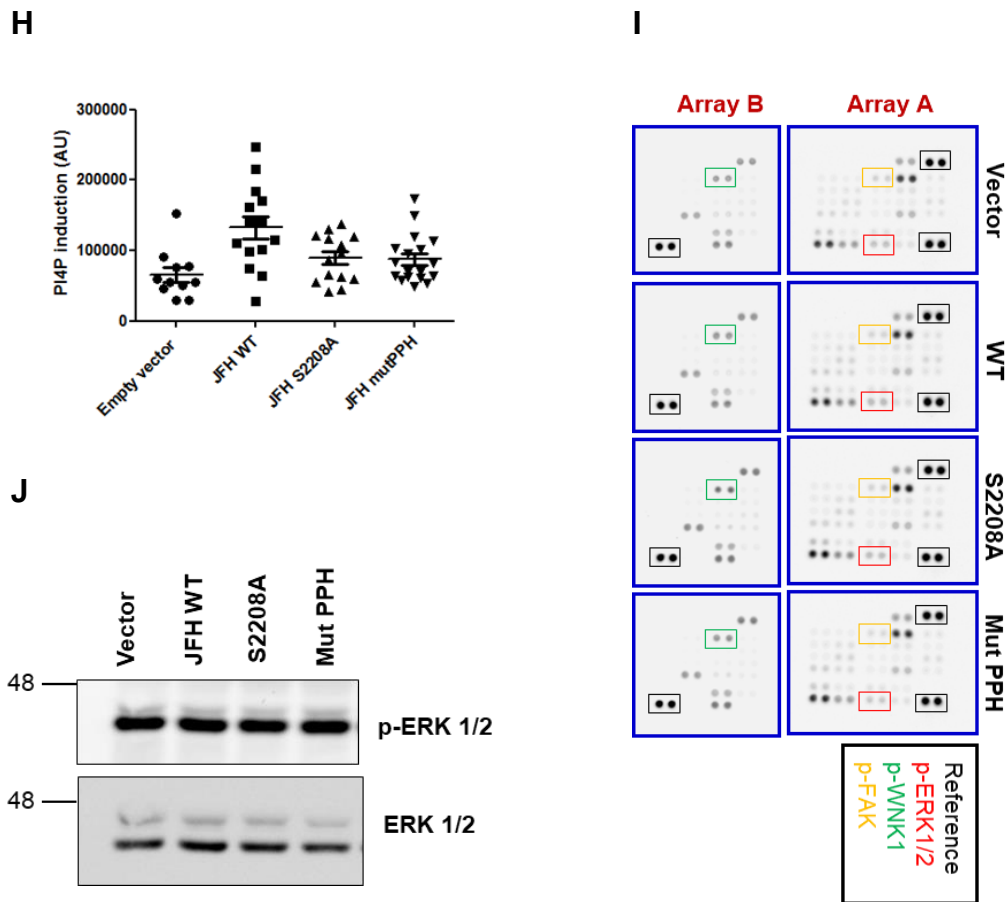 H
300000
200000
100000
0
PI4P induction (AU)
Empty vector
JFH WT
JFH S2208A
JFH mutPPH
I
Array B
Array A
Vector
WT
S2208A
Mut PPH
Reference
p-ERK1/2
p-WNK1
p-FAK
J
Vector
JFH WT
S2208A
Mut PPH
48
p-ERK 1/2
48
ERK 1/2